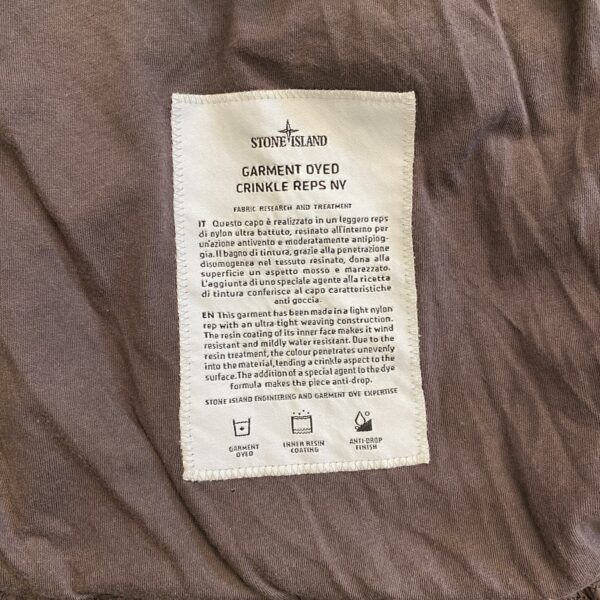 STONE ISLAND
GARMENT DYED
CRINKLE REPS NY
FABRIC RESEARCH AND TREATMENT
IT Questo capo è realizzato in un leggero reps
di nylon ultra battuto, resinato all'interno per
un'azione antivento e moderatamente antipiog-
gia. Il bagno di tintura, grazie alla penetrazione
disomogenea nel tessuto resinato, dona alla
superficie un aspetto mosso e marezzato.
L'aggiunta di uno speciale agente alla ricetta
di tintura conferisce al capo caratteristiche
anti goccia.
EN This garment has been made in a light nylon
rep with an ultra-tight weaving construction.
The resin coating of its inner face makes it wind
resistant and mildly water resistant. Due to the
resin treatment, the colour penetrates unevenly
into the material, lending a crinkle aspect to the
surface. The addition of a special agent to the dye
formula makes the piece anti-drop.
STONE ISLAND ENGINEERING AND GARMENT DYE EXPERTISE
GARMENT
DYED
INNER RESIN
COATING
ANTI-DROP
FINISH